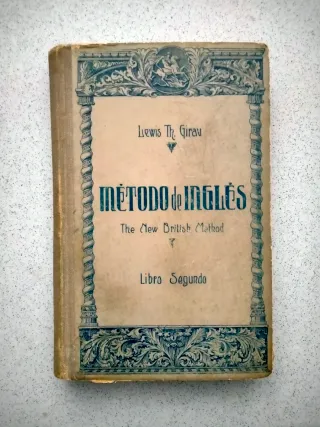 Lewis Th. Girau
MÉTODO de INGLÉS
The New British Method
Libro Segundo